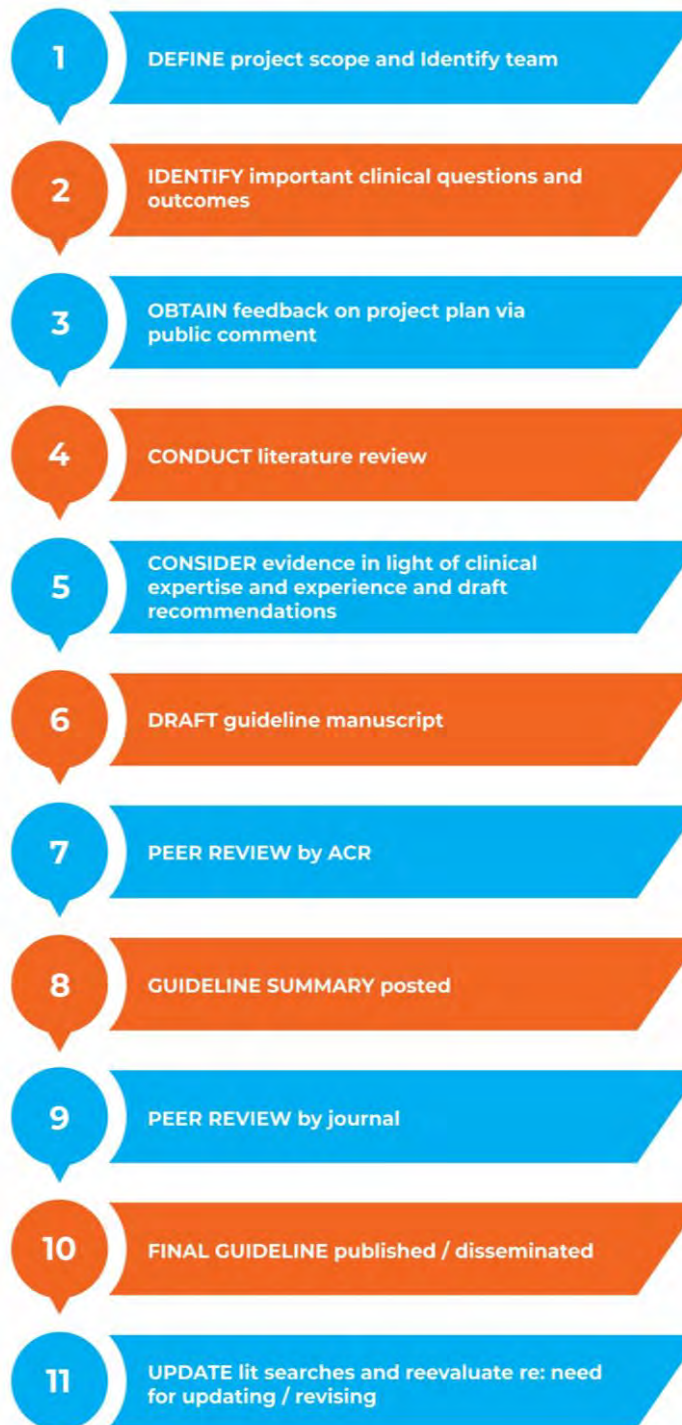 1
DEFINE project scope and Identify team
2
IDENTIFY important clinical questions and
outcomes
3
OBTAIN feedback on project plan via
public comment
4
CONDUCT literature review
5
CONSIDER evidence in light of clinical
expertise and experience and draft
recommendations
6
DRAFT guideline manuscript
7
PEER REVIEW by ACR
8
GUIDELINE SUMMARY posted
9
PEER REVIEW by journal
10
FINAL GUIDELINE published / disseminated
11
UPDATE lit searches and reevaluate re: need
for updating / revising